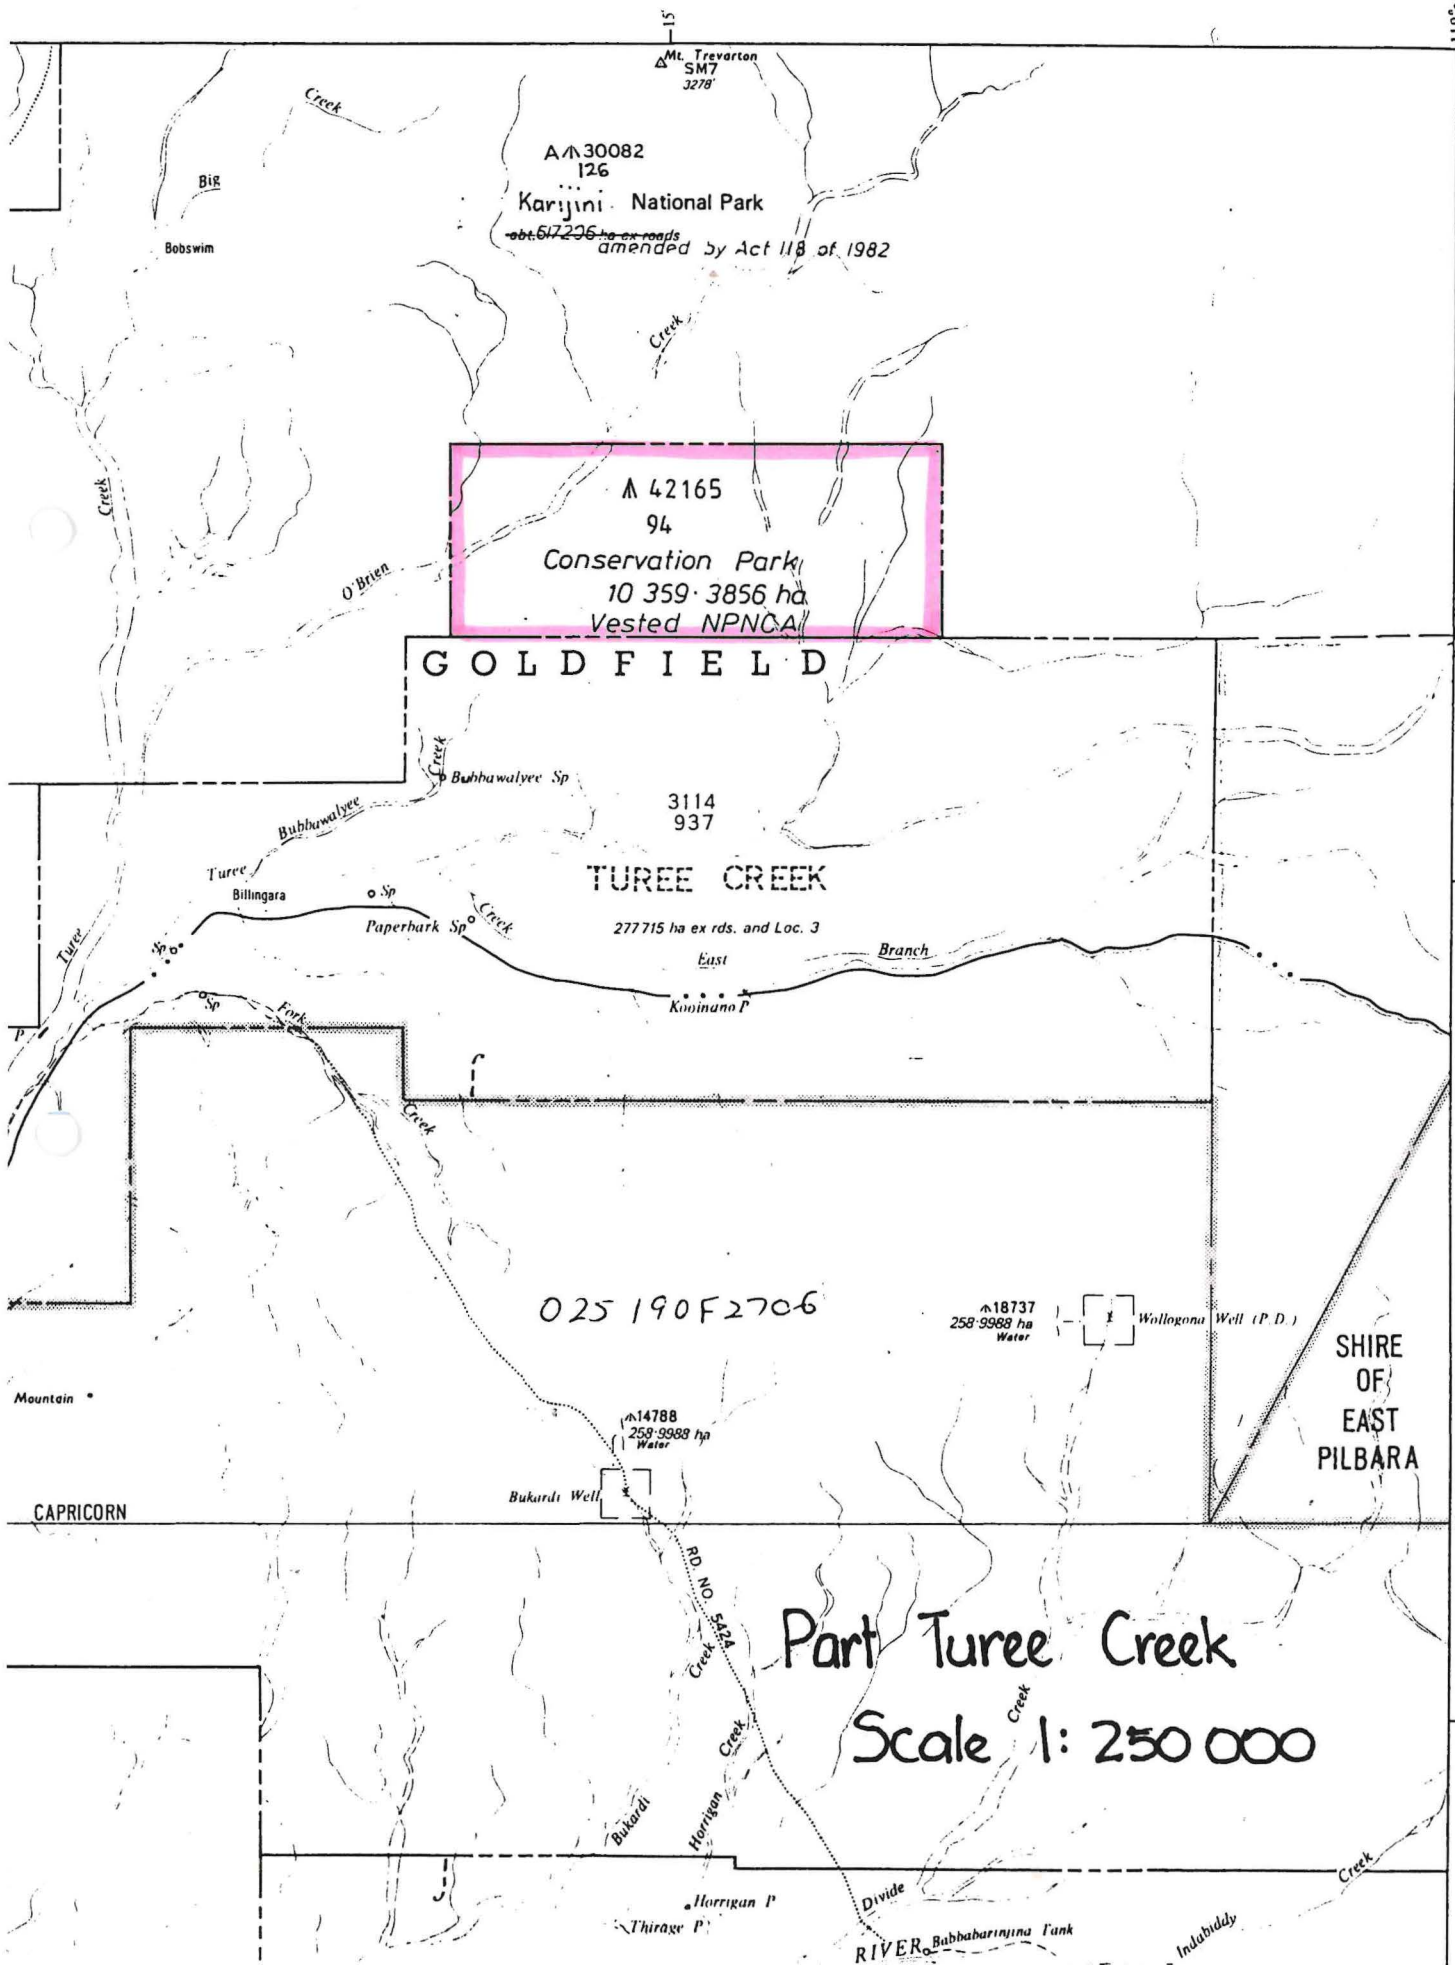 15'
Mt. Trevarton
SM7
3278'
Creek
A 30082
126
Karijini National Park
abt. 617206 ha ex roads
amended by Act 118 of 1982
Big
Bobswim
Creek
Creek
42165
94
Conservation Park
10 359·3856 ha
Vested NPNCA
O'Brien
GOLDFIELD
Creek
Bubbawalyee Sp
Bubbawalyee
3114
937
Turee
TUREE CREEK
Billingara
Sp
Paperbark Sp
Creek
277715 ha ex rds. and Loc. 3
East
Branch
Turee
Sp
Kooinano P
Sp
Fork
P
Creek
025 190F2706
18737
258·9988 ha
Water
Wollogona Well (P.D.)
SHIRE
OF
EAST
PILBARA
Mountain
14788
258·9988 ha
Water
Bukardi Well
CAPRICORN
RD. NO. 5424
Creek
Part Turee Creek
Scale 1: 250 000
Creek
Creek
Bukardi
Horrigan
Creek
Horrigan P
Thirage P
Divide
RIVER
Babbabarinjina Tank
Indabiddy